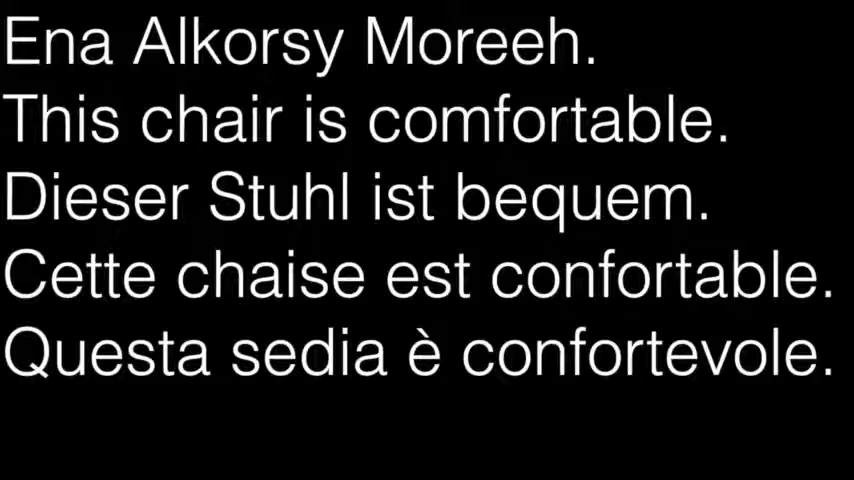 Ena Alkorsy Moreeh.
This chair is comfortable.
Dieser Stuhl ist bequem.
Cette chaise est confortable.
Questa sedia è confortevole.